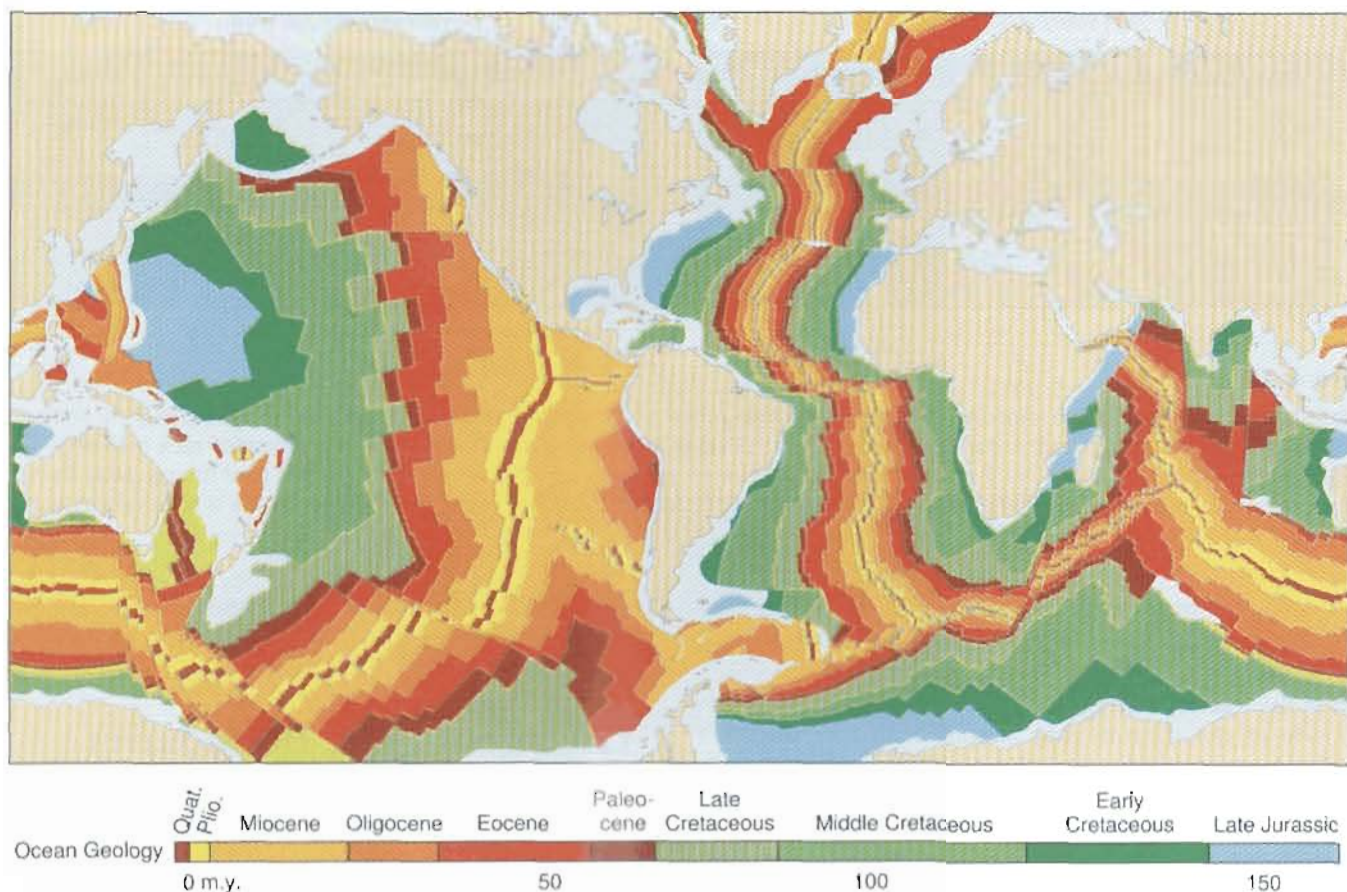 Quat.
Plio.
Miocene
Oligocene
Eocene
Paleo-
cene
Late
Cretaceous
Middle Cretaceous
Early
Cretaceous
Late Jurassic
Ocean Geology
0 m.y.
50
100
150